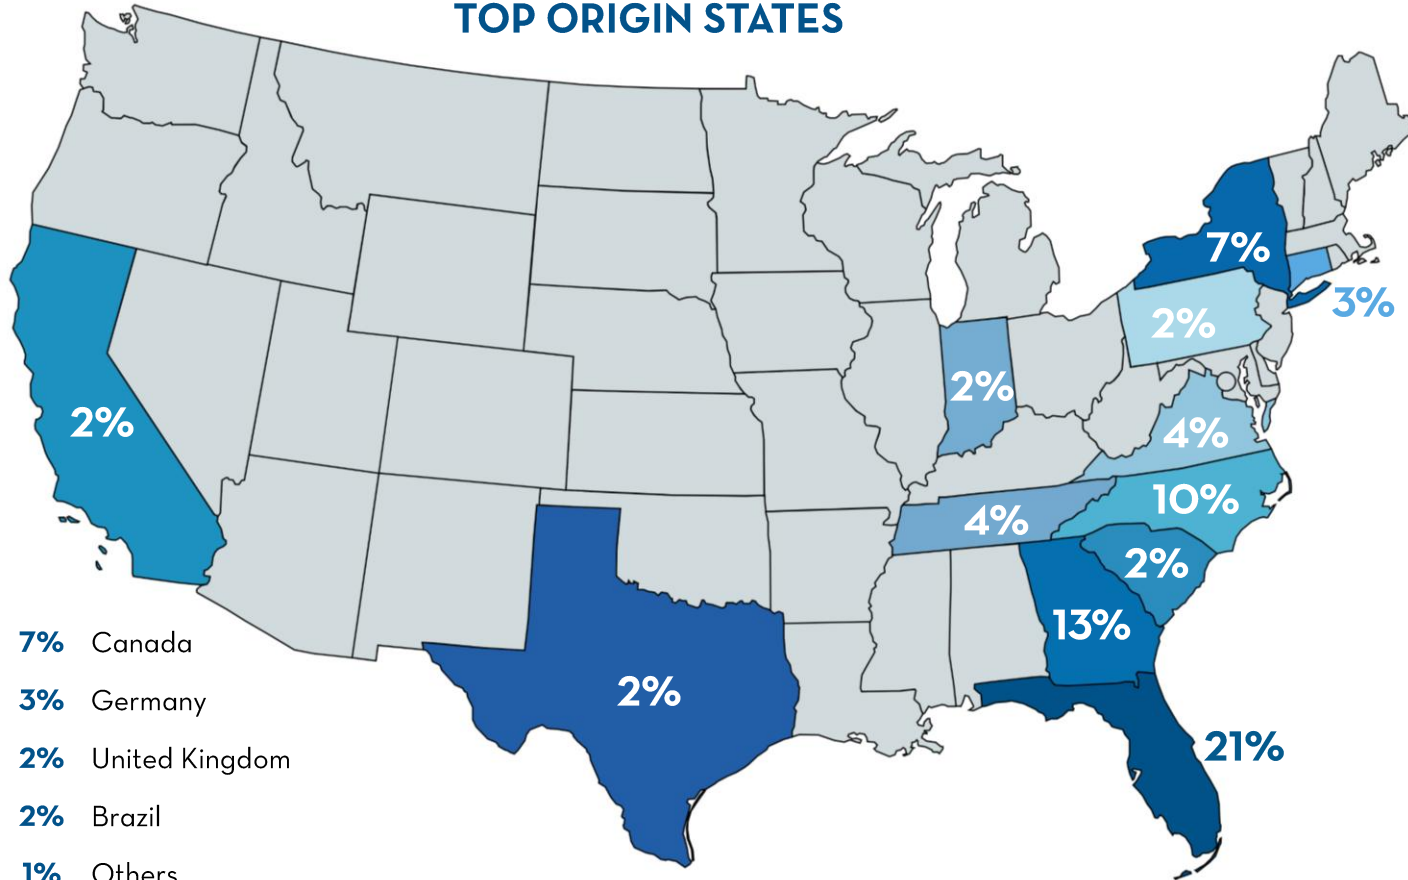 TOP ORIGIN STATES
7%
3%
2%
2%
2%
4%
10%
4%
2%
13%
2%
21%
7% Canada
3% Germany
2% United Kingdom
2% Brazil
1% Others